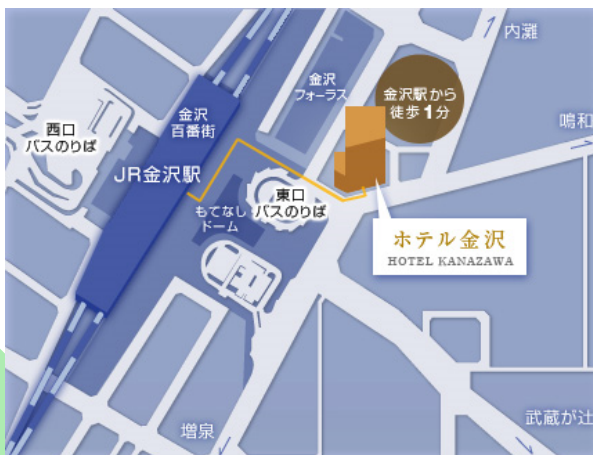 内灘
金沢
フォーラス
金沢駅から
徒歩1分
金沢
百番街
鳴和
西口
バスのりば
JR金沢駅
東口
バスのりば
もてなし
ドーム
ホテル金沢
HOTEL KANAZAWA
武蔵が辻
増泉